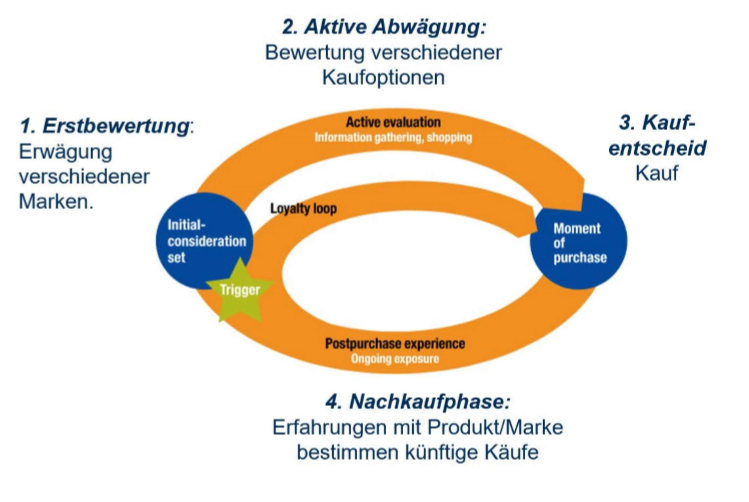 2. Aktive Abwägung:
Bewertung verschiedener
Kaufoptionen
1. Erstbewertung:
Erwägung
verschiedener
Marken.
3. Kauf-
entscheid
Kauf
Active evaluation
Information gathering, shopping
Loyalty loop
Initial-
consideration
set
Trigger
Moment
of
purchase
Postpurchase experience
Ongoing exposure
4. Nachkaufphase:
Erfahrungen mit Produkt/Marke
bestimmen künftige Käufe